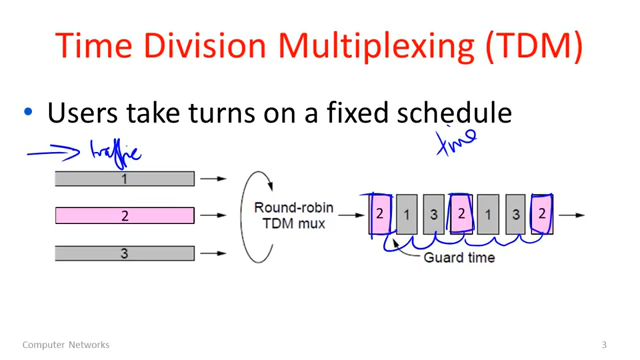 Time Division Multiplexing (TDM)
• Users take turns on a fixed schedule
time
traffic
1
2
3
Round-robin
TDM mux
2 1 3 2 1 3 2
Guard time
Computer Networks
3